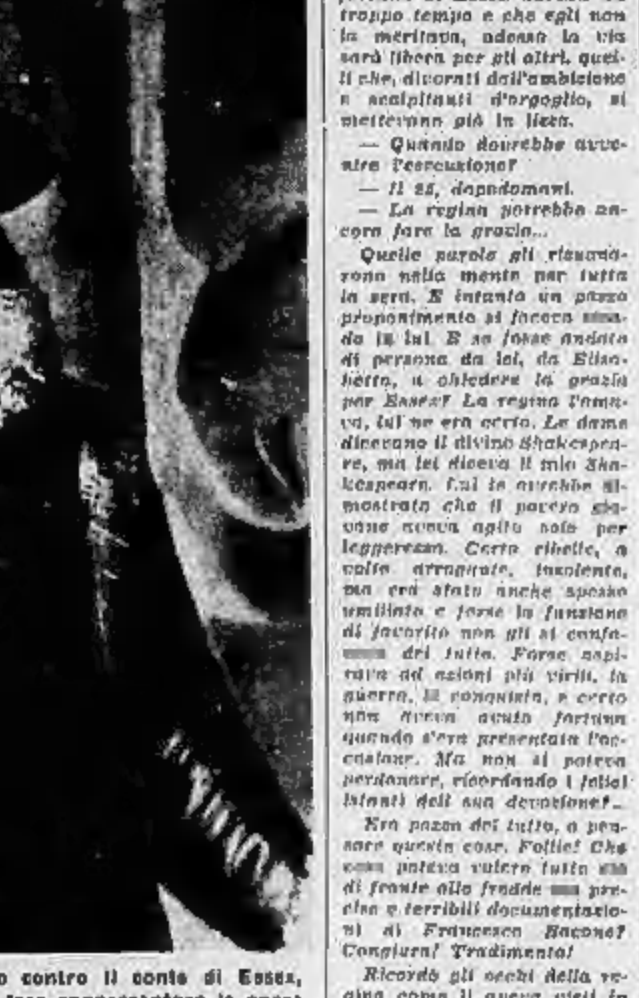 troppo tempo e che egli non
la meritava, adesso la via
sarà libera per gli altri, quel-
li che, divorati dall'ambizione
e scalpitanti d'orgoglio, si
mettevano già in lizza.
— Quando dovrebbe avve-
nire l'esecuzione?
— Il 25, dopodomani.
— La regina potrebbe an-
cora fare la grazia...
Quelle parole gli risuona-
rono nella mente per tutta
la sera. E intanto un pazzo
proponimento si faceva
in lui. E se fosse andato
di persona da lei, da Elisa-
betta, a chiedere la grazia
per Essex? La regina l'ama-
va, lui ne era certo. Le dame
dicevano il divino Shakespea-
re, ma lei diceva il mio Sha-
kespeare. Lui le avrebbe di-
mostrato che il povero gio-
vane aveva agito solo per
leggerezza. Certo ribelle, a
volte arrogante, insolente,
ma era stato anche spesso
umiliato e forse la funzione
di favorito non gli si confa-
del tutto. Forse aspi-
rava ad azioni più virili, la
guerra, la conquista, e certo
non aveva avuto fortuna
quando s'era presentata l'oc-
casione. Ma non si poteva
perdonare, ricordando i felici
istanti dell sua devozione?...
Era pazzo del tutto, a pen-
sare queste cose. Follie! Che
cosa poteva valere tutto
di fronte alle fredde pre-
cise e terribili documentazio-
ni di Francesco Bacone?
Congiura! Tradimento!
Ricordò gli occhi della re-
gina come li aveva visti in
o contro il conte di Essex,